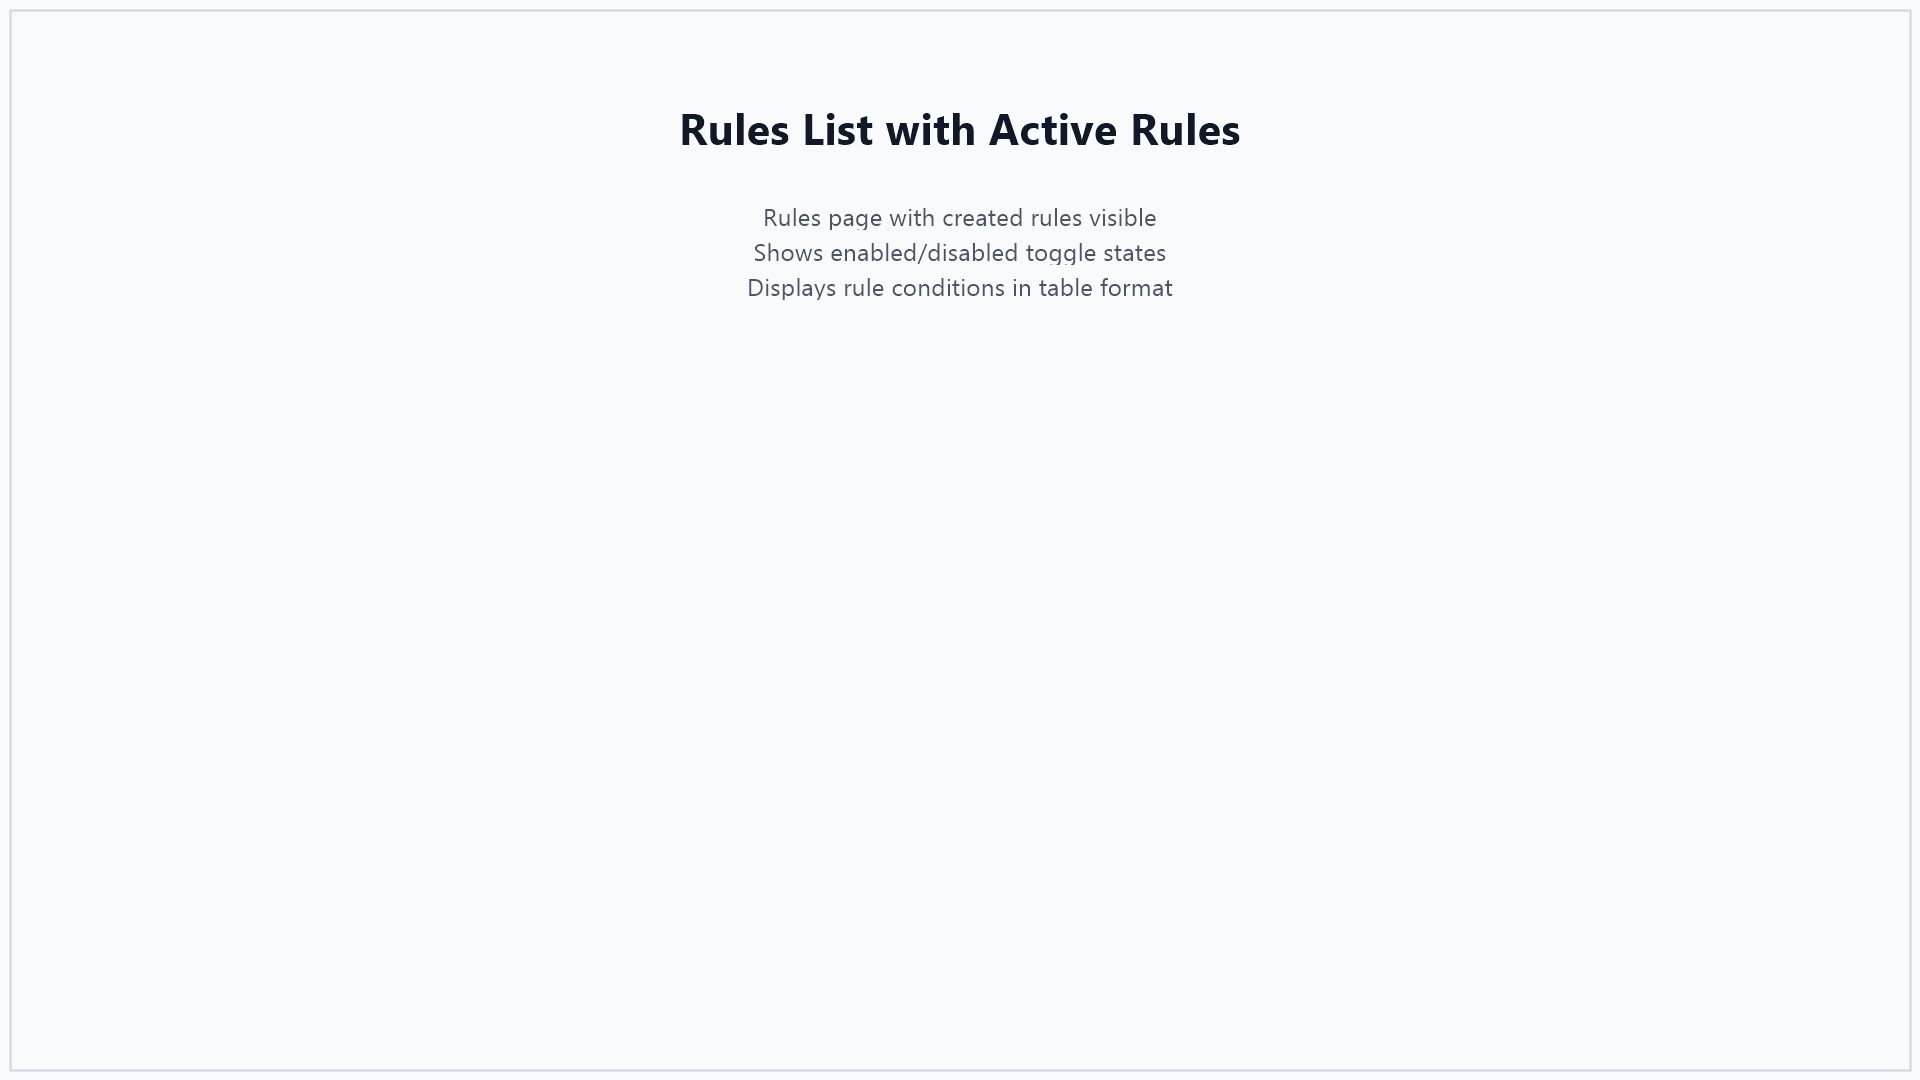 Rules List with Active Rules
Rules page with created rules visible
Shows enabled/disabled toggle states
Displays rule conditions in table format